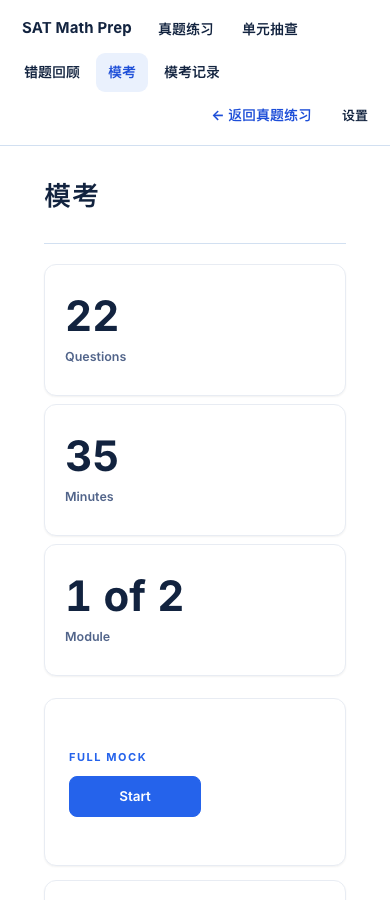 SAT Math Prep 真题练习 单元抽查
错题回顾 模考 模考记录
← 返回真题练习 设置
模考
22
Questions
35
Minutes
1 of 2
Module
FULL MOCK
Start